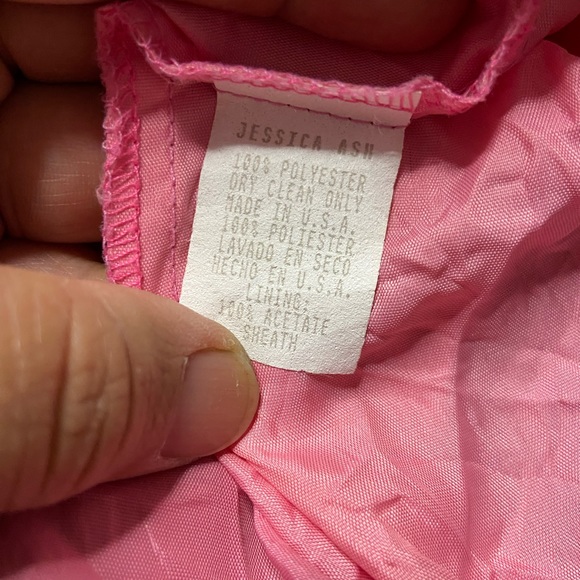 JESSICA ASH
100% POLYESTER
DRY CLEAN ONLY
MADE IN U.S.A.
100% POLIESTER
LAVADO EN SECO
HECHO EN U.S.A.
LINING;
100% ACETATE
SHEATH